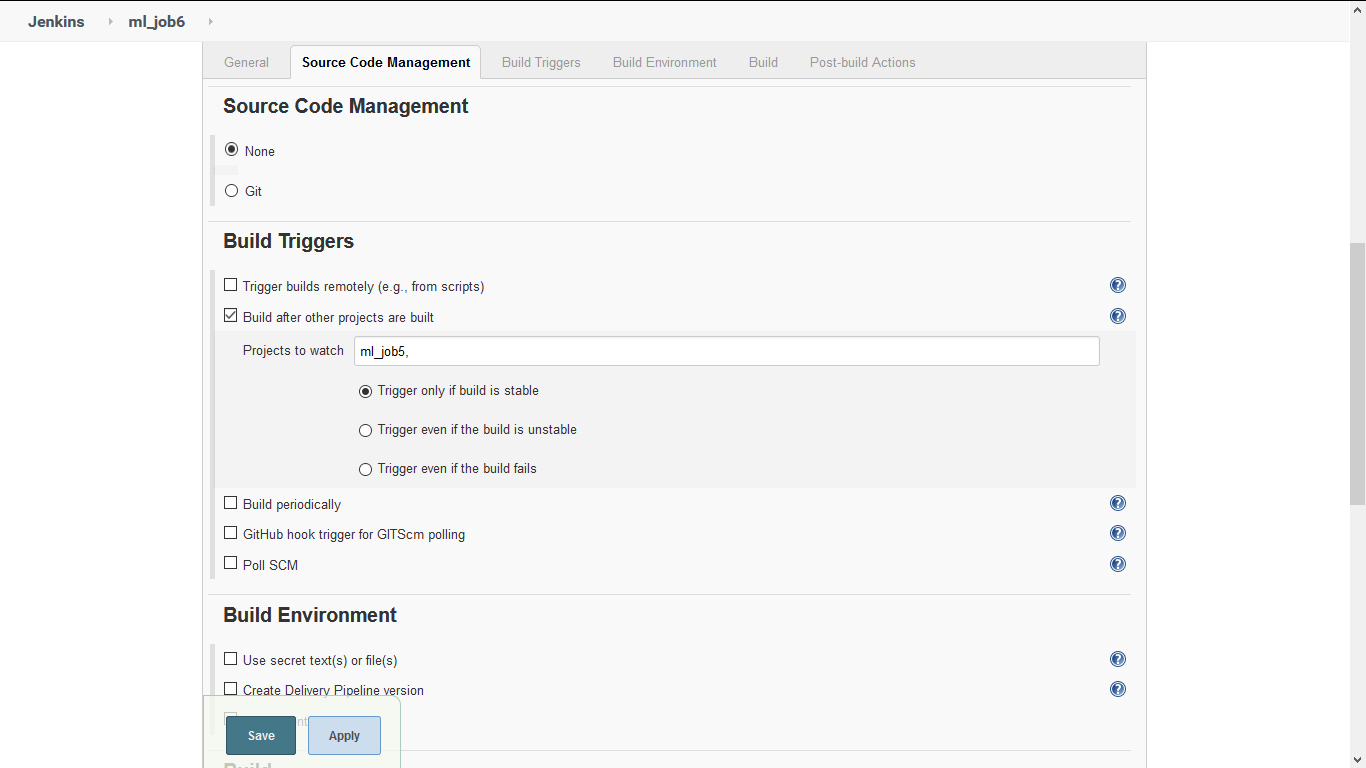 Jenkins ml_job6
General Source Code Management Build Triggers Build Environment Build Post-build Actions
Source Code Management
None
Git
Build Triggers
Trigger builds remotely (e.g., from scripts)
Build after other projects are built
Projects to watch ml_job5,
Trigger only if build is stable
Trigger even if the build is unstable
Trigger even if the build fails
Build periodically
GitHub hook trigger for GITScm polling
Poll SCM
Build Environment
Use secret text(s) or file(s)
Create Delivery Pipeline version
Save Apply
Build